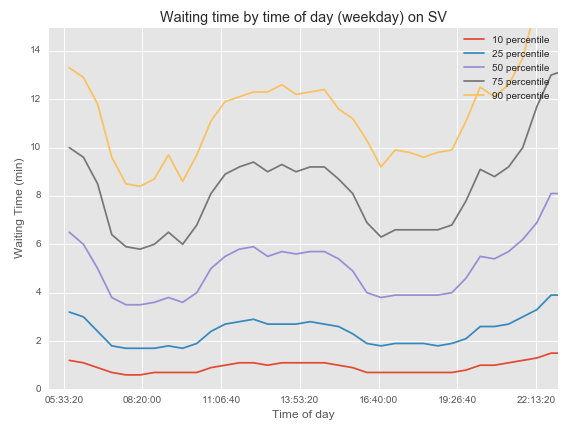 Waiting time by time of day (weekday) on SV
10 percentile
25 percentile
50 percentile
75 percentile
90 percentile
Waiting Time (min)
14
12
10
8
6
4
2
0
05:33:20 08:20:00 11:06:40 13:53:20 16:40:00 19:26:40 22:13:20
Time of day